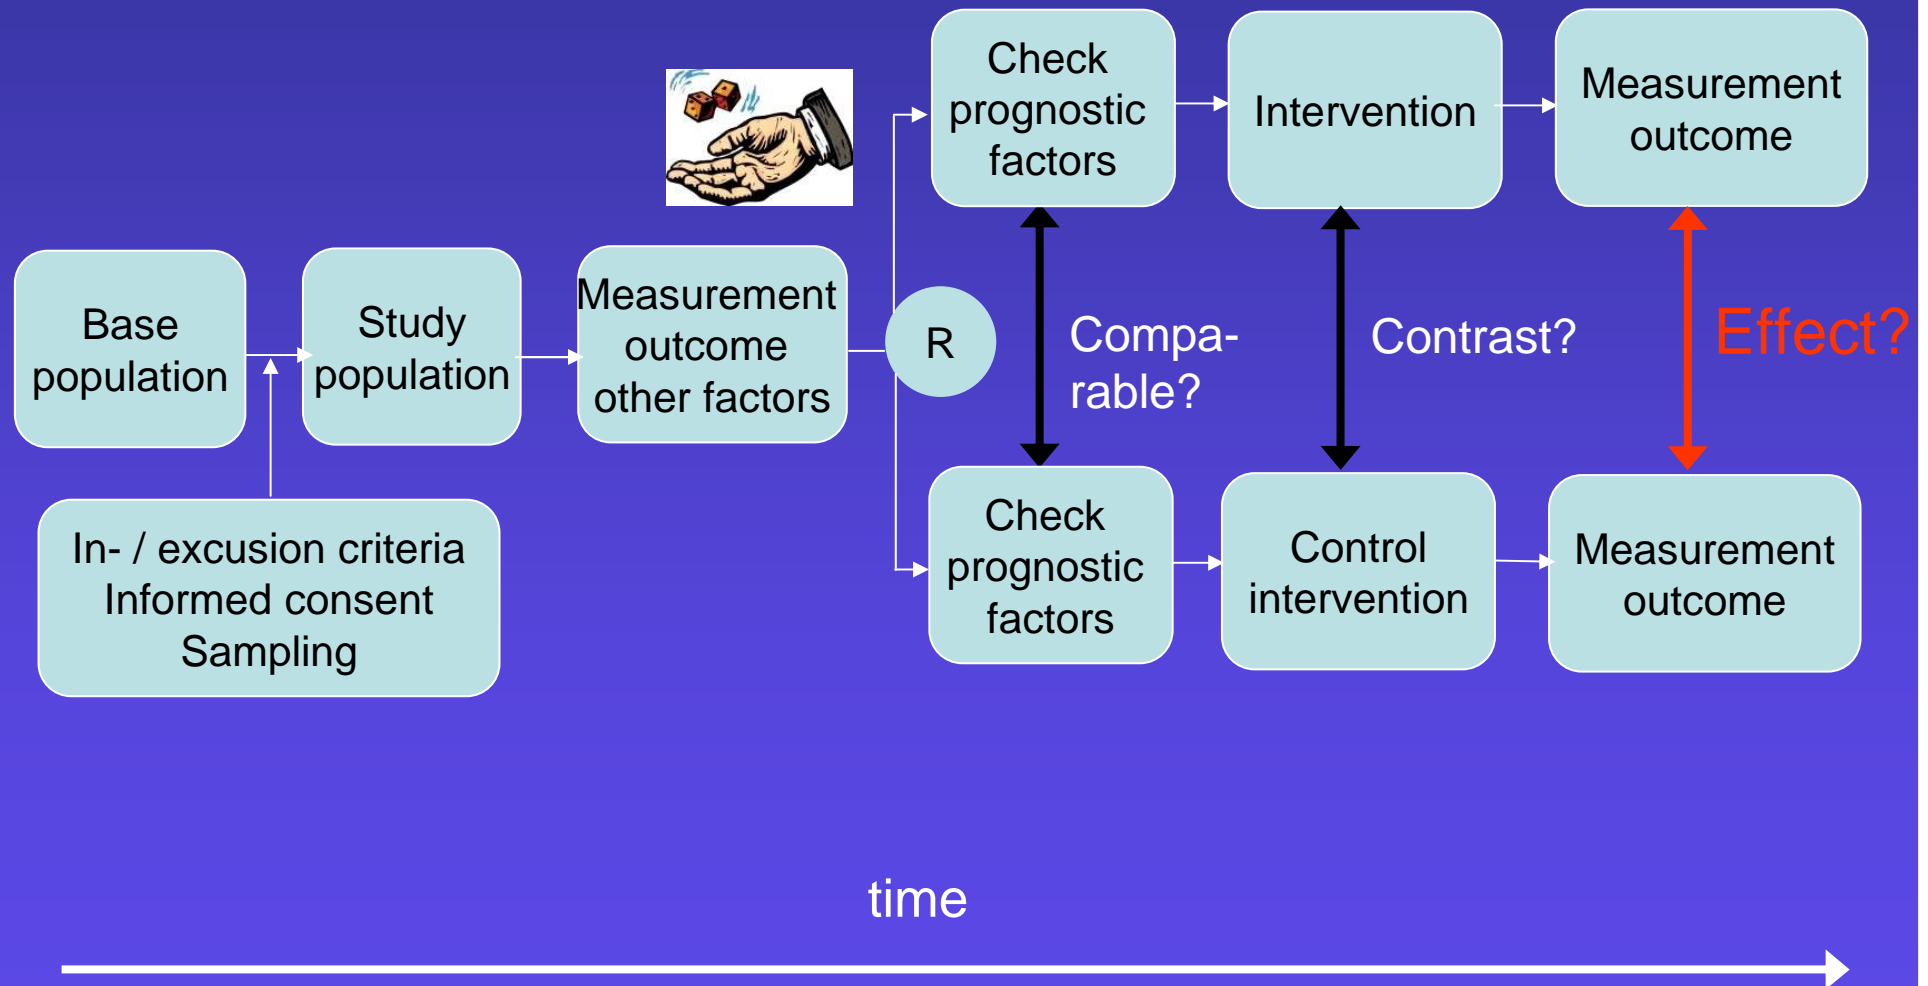 Check
prognostic
factors
Intervention
Measurement
outcome
Base
population
Study
population
Measurement
outcome
other factors
R
Compa-
rable?
Contrast?
Effect?
In- / excusion criteria
Informed consent
Sampling
Check
prognostic
factors
Control
intervention
Measurement
outcome
time